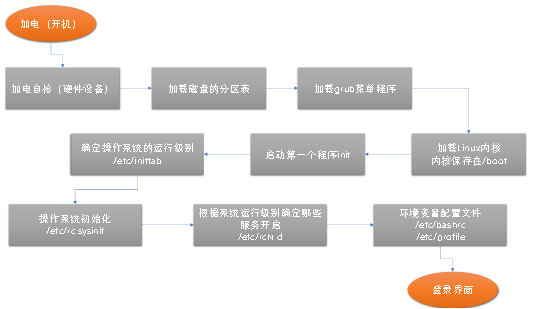 加电（开机）
加电自检（硬件设备）
加载磁盘的分区表
加载grub菜单程序
加载Linux内核
内核保存在/boot
启动第一个程序init
确定操作系统的运行级别
/etc/inittab
操作系统初始化
/etc/rc.sysinit
根据系统运行级别确定哪些
服务开启
/etc/rcN.d
环境变量配置文件
/etc/bashrc
/etc/profile
登录界面